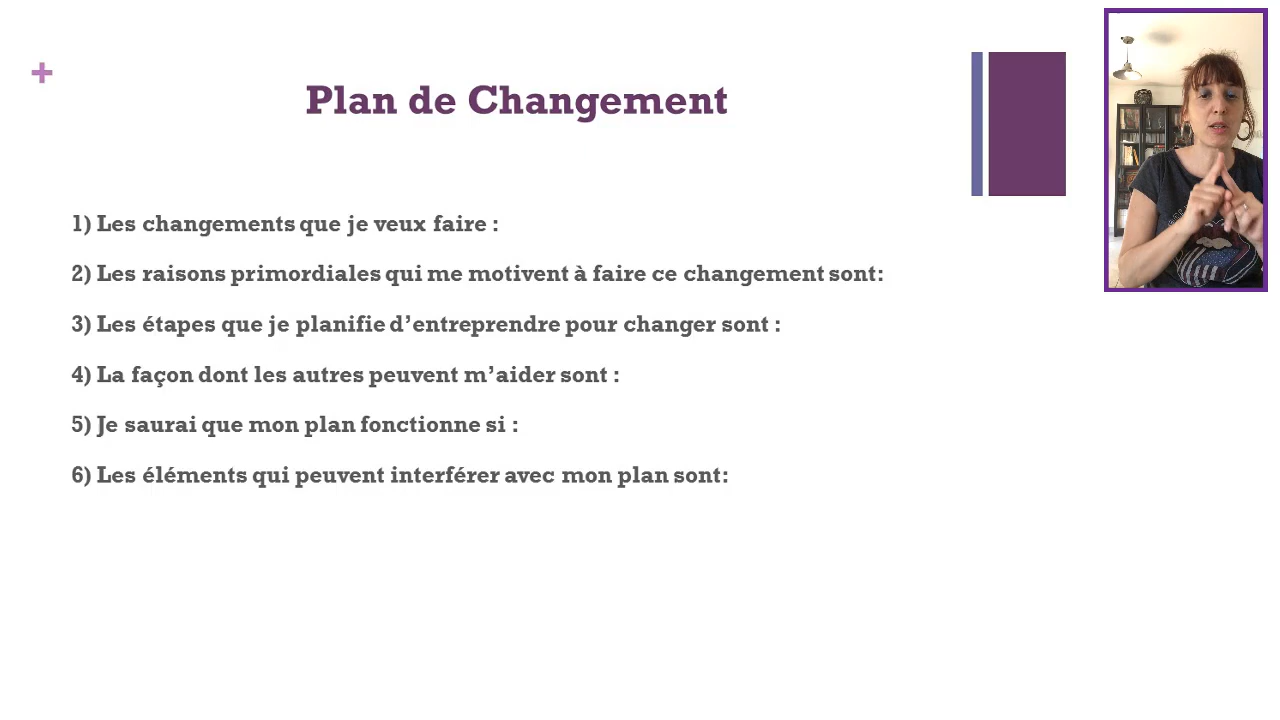 Plan de Changement
1) Les changements que je veux faire :
2) Les raisons primordiales qui me motivent à faire ce changement sont:
3) Les étapes que je planifie d’entreprendre pour changer sont :
4) La façon dont les autres peuvent m’aider sont :
5) Je saurai que mon plan fonctionne si :
6) Les éléments qui peuvent interférer avec mon plan sont: